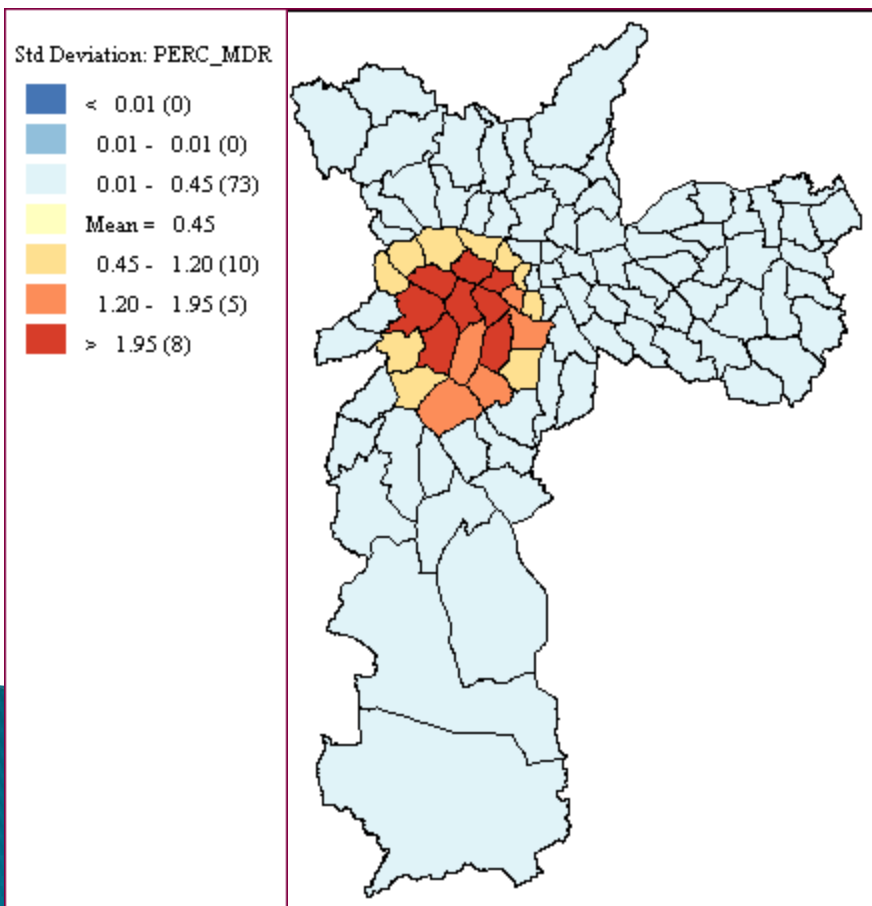 Std Deviation: PERC_MDR
< 0.01 (0)
0.01 - 0.01 (0)
0.01 - 0.45 (73)
Mean = 0.45
0.45 - 1.20 (10)
1.20 - 1.95 (5)
> 1.95 (8)